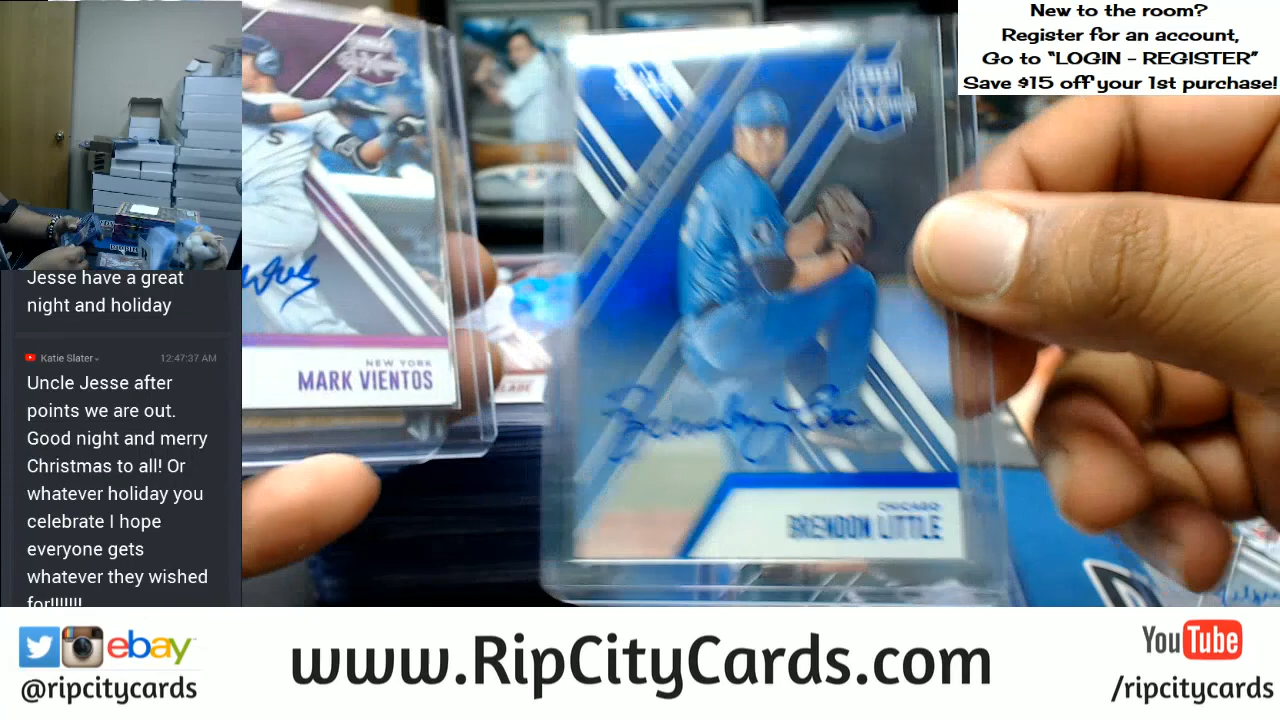 New to the room?
Register for an account,
Go to “LOGIN - REGISTER”
Save $15 off your 1st purchase!
NEW YORK
MARK VIENTOS
CHICAGO
BRENDON LITTLE
Jesse have a great
night and holiday
Katie Slater
12:47:37 AM
Uncle Jesse after
points we are out.
Good night and merry
Christmas to all! Or
whatever holiday you
celebrate I hope
everyone gets
whatever they wished
for!!!!!!!
ebay
@ripcitycards
www.RipCityCards.com
YouTube
/ripcitycards